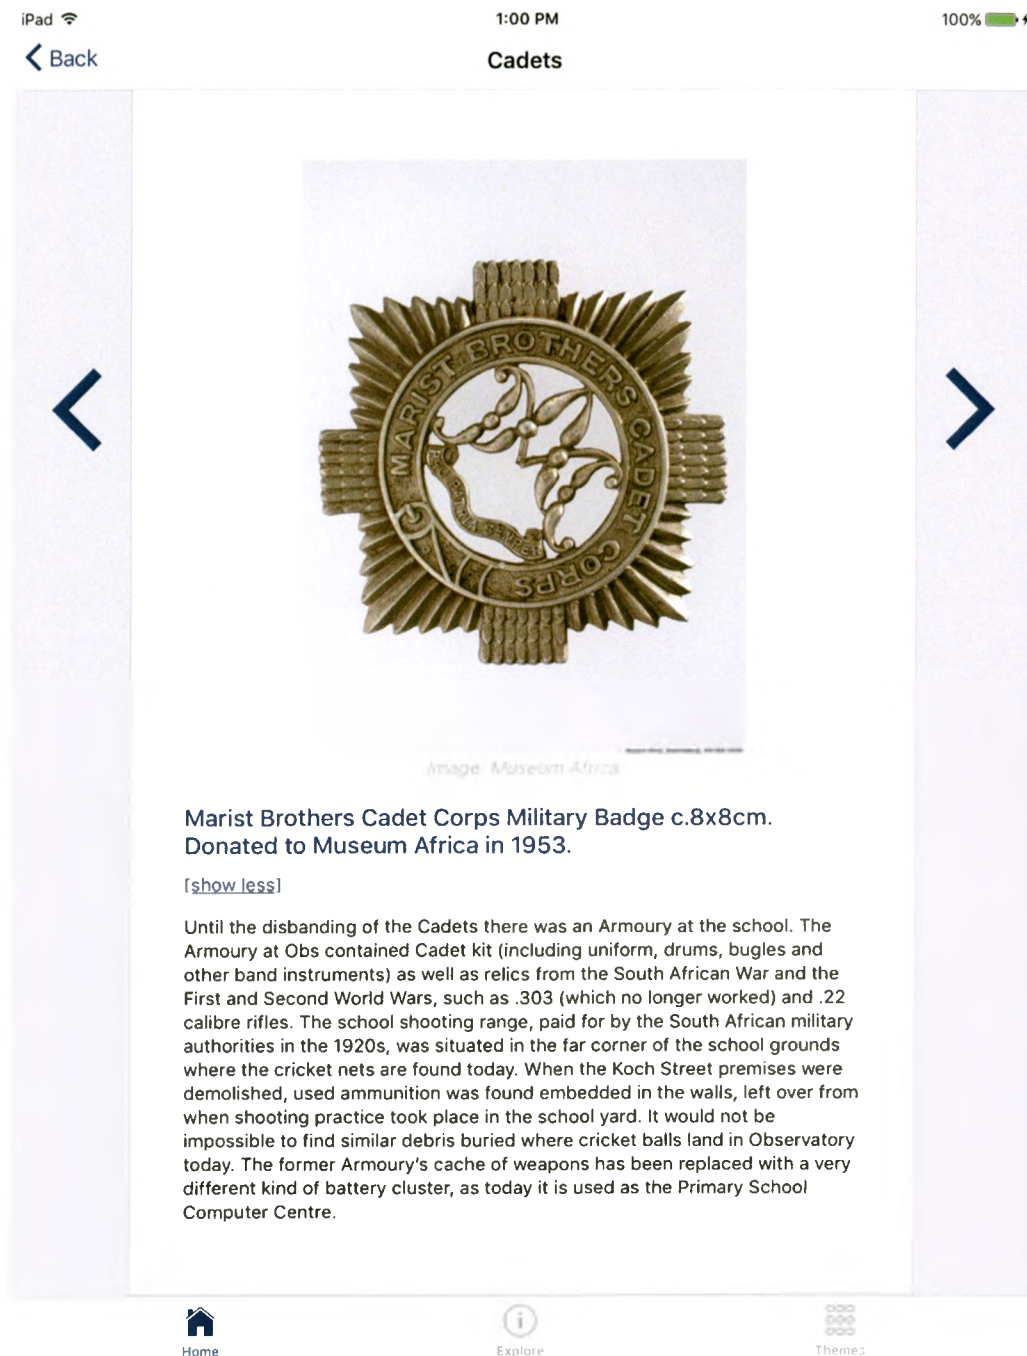 iPad
1:00 PM
100%
Back
Cadets
MARIST BROTHERS CADET CORPS
Image: Museum Africa
Marist Brothers Cadet Corps Military Badge c.8x8cm.
Donated to Museum Africa in 1953.
[show less]
Until the disbanding of the Cadets there was an Armoury at the school. The
Armoury at Obs contained Cadet kit (including uniform, drums, bugles and
other band instruments) as well as relics from the South African War and the
First and Second World Wars, such as .303 (which no longer worked) and .22
calibre rifles. The school shooting range, paid for by the South African military
authorities in the 1920s, was situated in the far corner of the school grounds
where the cricket nets are found today. When the Koch Street premises were
demolished, used ammunition was found embedded in the walls, left over from
when shooting practice took place in the school yard. It would not be
impossible to find similar debris buried where cricket balls land in Observatory
today. The former Armoury's cache of weapons has been replaced with a very
different kind of battery cluster, as today it is used as the Primary School
Computer Centre.
Home
Explore
Themes